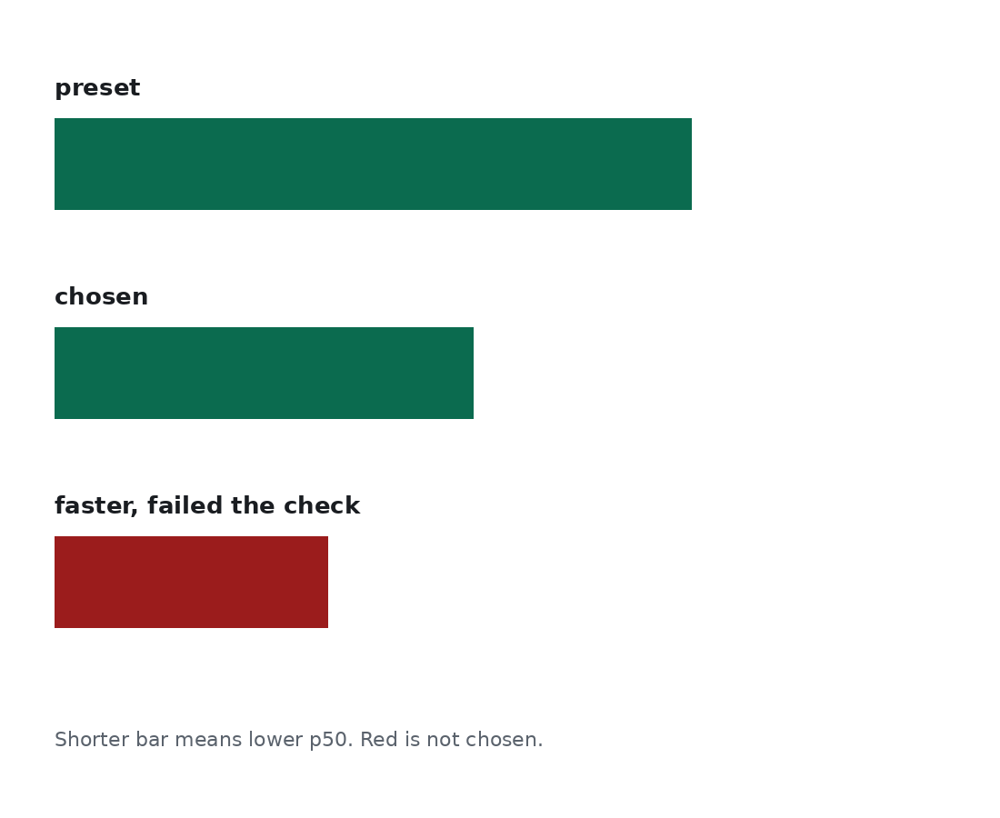 preset
chosen
faster, failed the check
Shorter bar means lower p50. Red is not chosen.